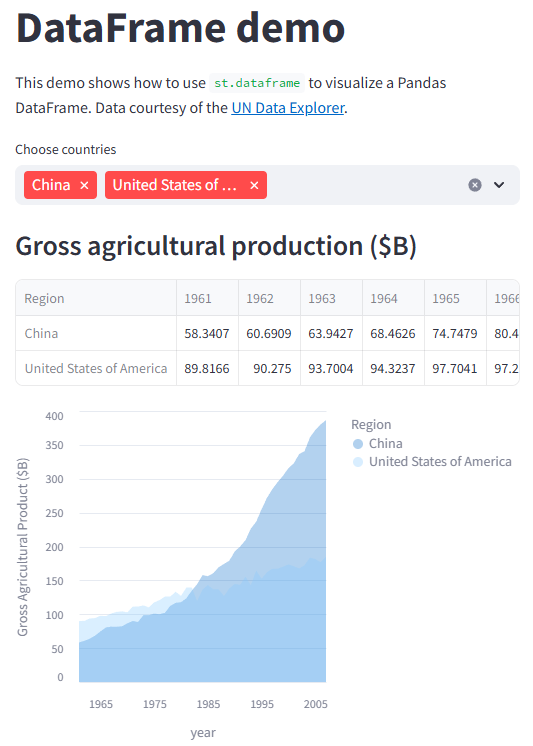 DataFrame demo
This demo shows how to use st.dataframe to visualize a Pandas
DataFrame. Data courtesy of the UN Data Explorer.
Choose countries
China × United States of ... ×
Gross agricultural production ($B)
Region 1961 1962 1963 1964 1965 1966
China 58.3407 60.6909 63.9427 68.4626 74.7479 80.4
United States of America 89.8166 90.275 93.7004 94.3237 97.7041 97.2
Gross Agricultural Product ($B)
400
350
300
250
200
150
100
50
0
1965 1975 1985 1995 2005
year
Region
China
United States of America